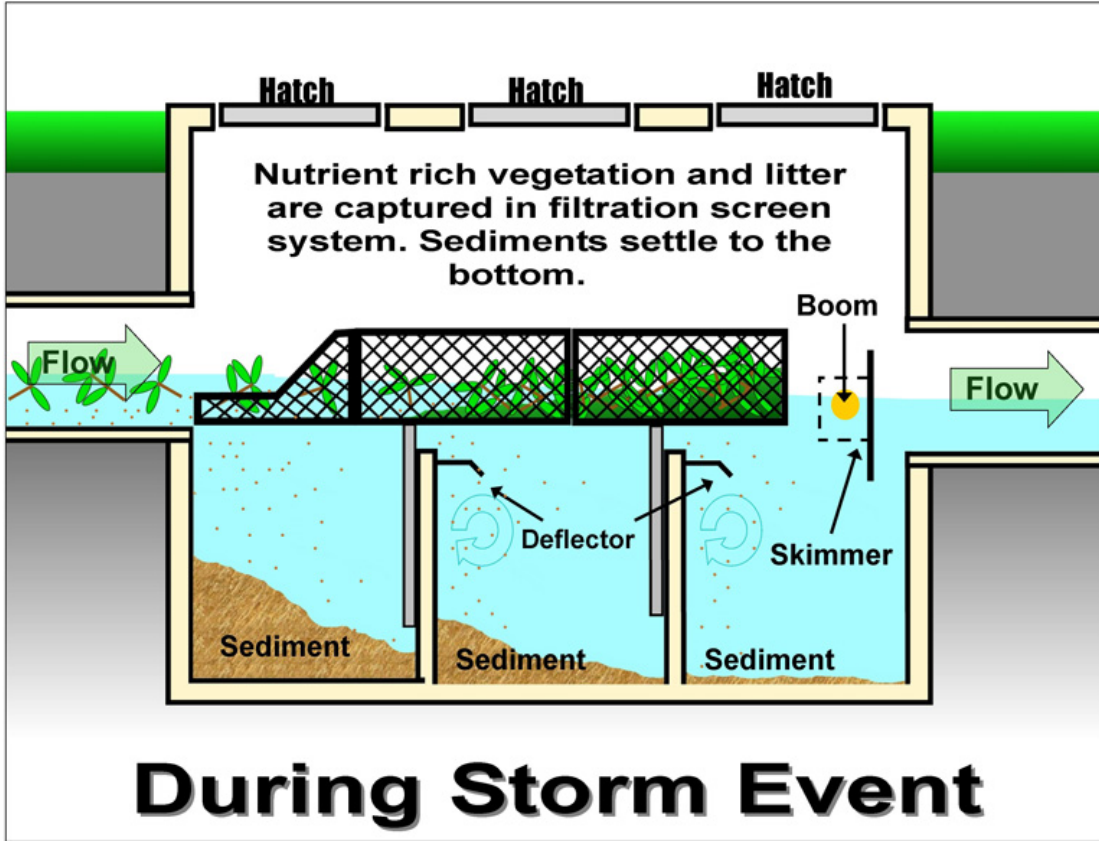 Hatch
Hatch
Hatch
Nutrient rich vegetation and litter
are captured in filtration screen
system. Sediments settle to the
bottom.
Boom
Flow
Flow
Deflector
Skimmer
Sediment
Sediment
Sediment
During Storm Event